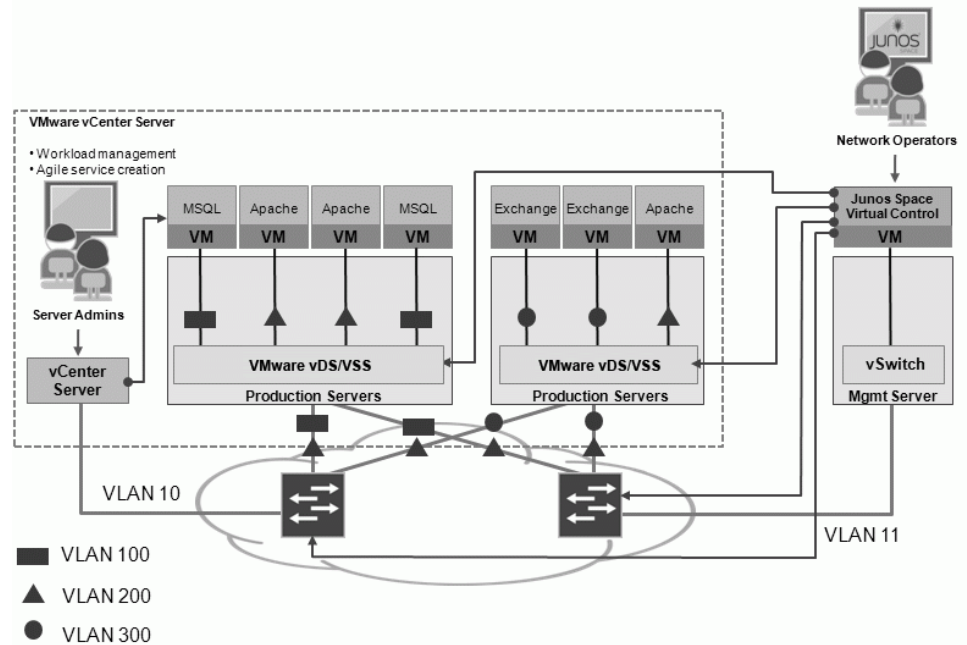 JUNOS
SPACE
Network Operators
VMware vCenter Server
• Workload management
• Agile service creation
Server Admins
vCenter
Server
MSQL
VM
Apache
VM
Apache
VM
MSQL
VM
VMware vDS/VSS
Production Servers
Exchange
VM
Exchange
VM
Apache
VM
VMware vDS/VSS
Production Servers
Junos Space
Virtual Control
VM
vSwitch
Mgmt Server
VLAN 10
VLAN 11
VLAN 100
VLAN 200
VLAN 300